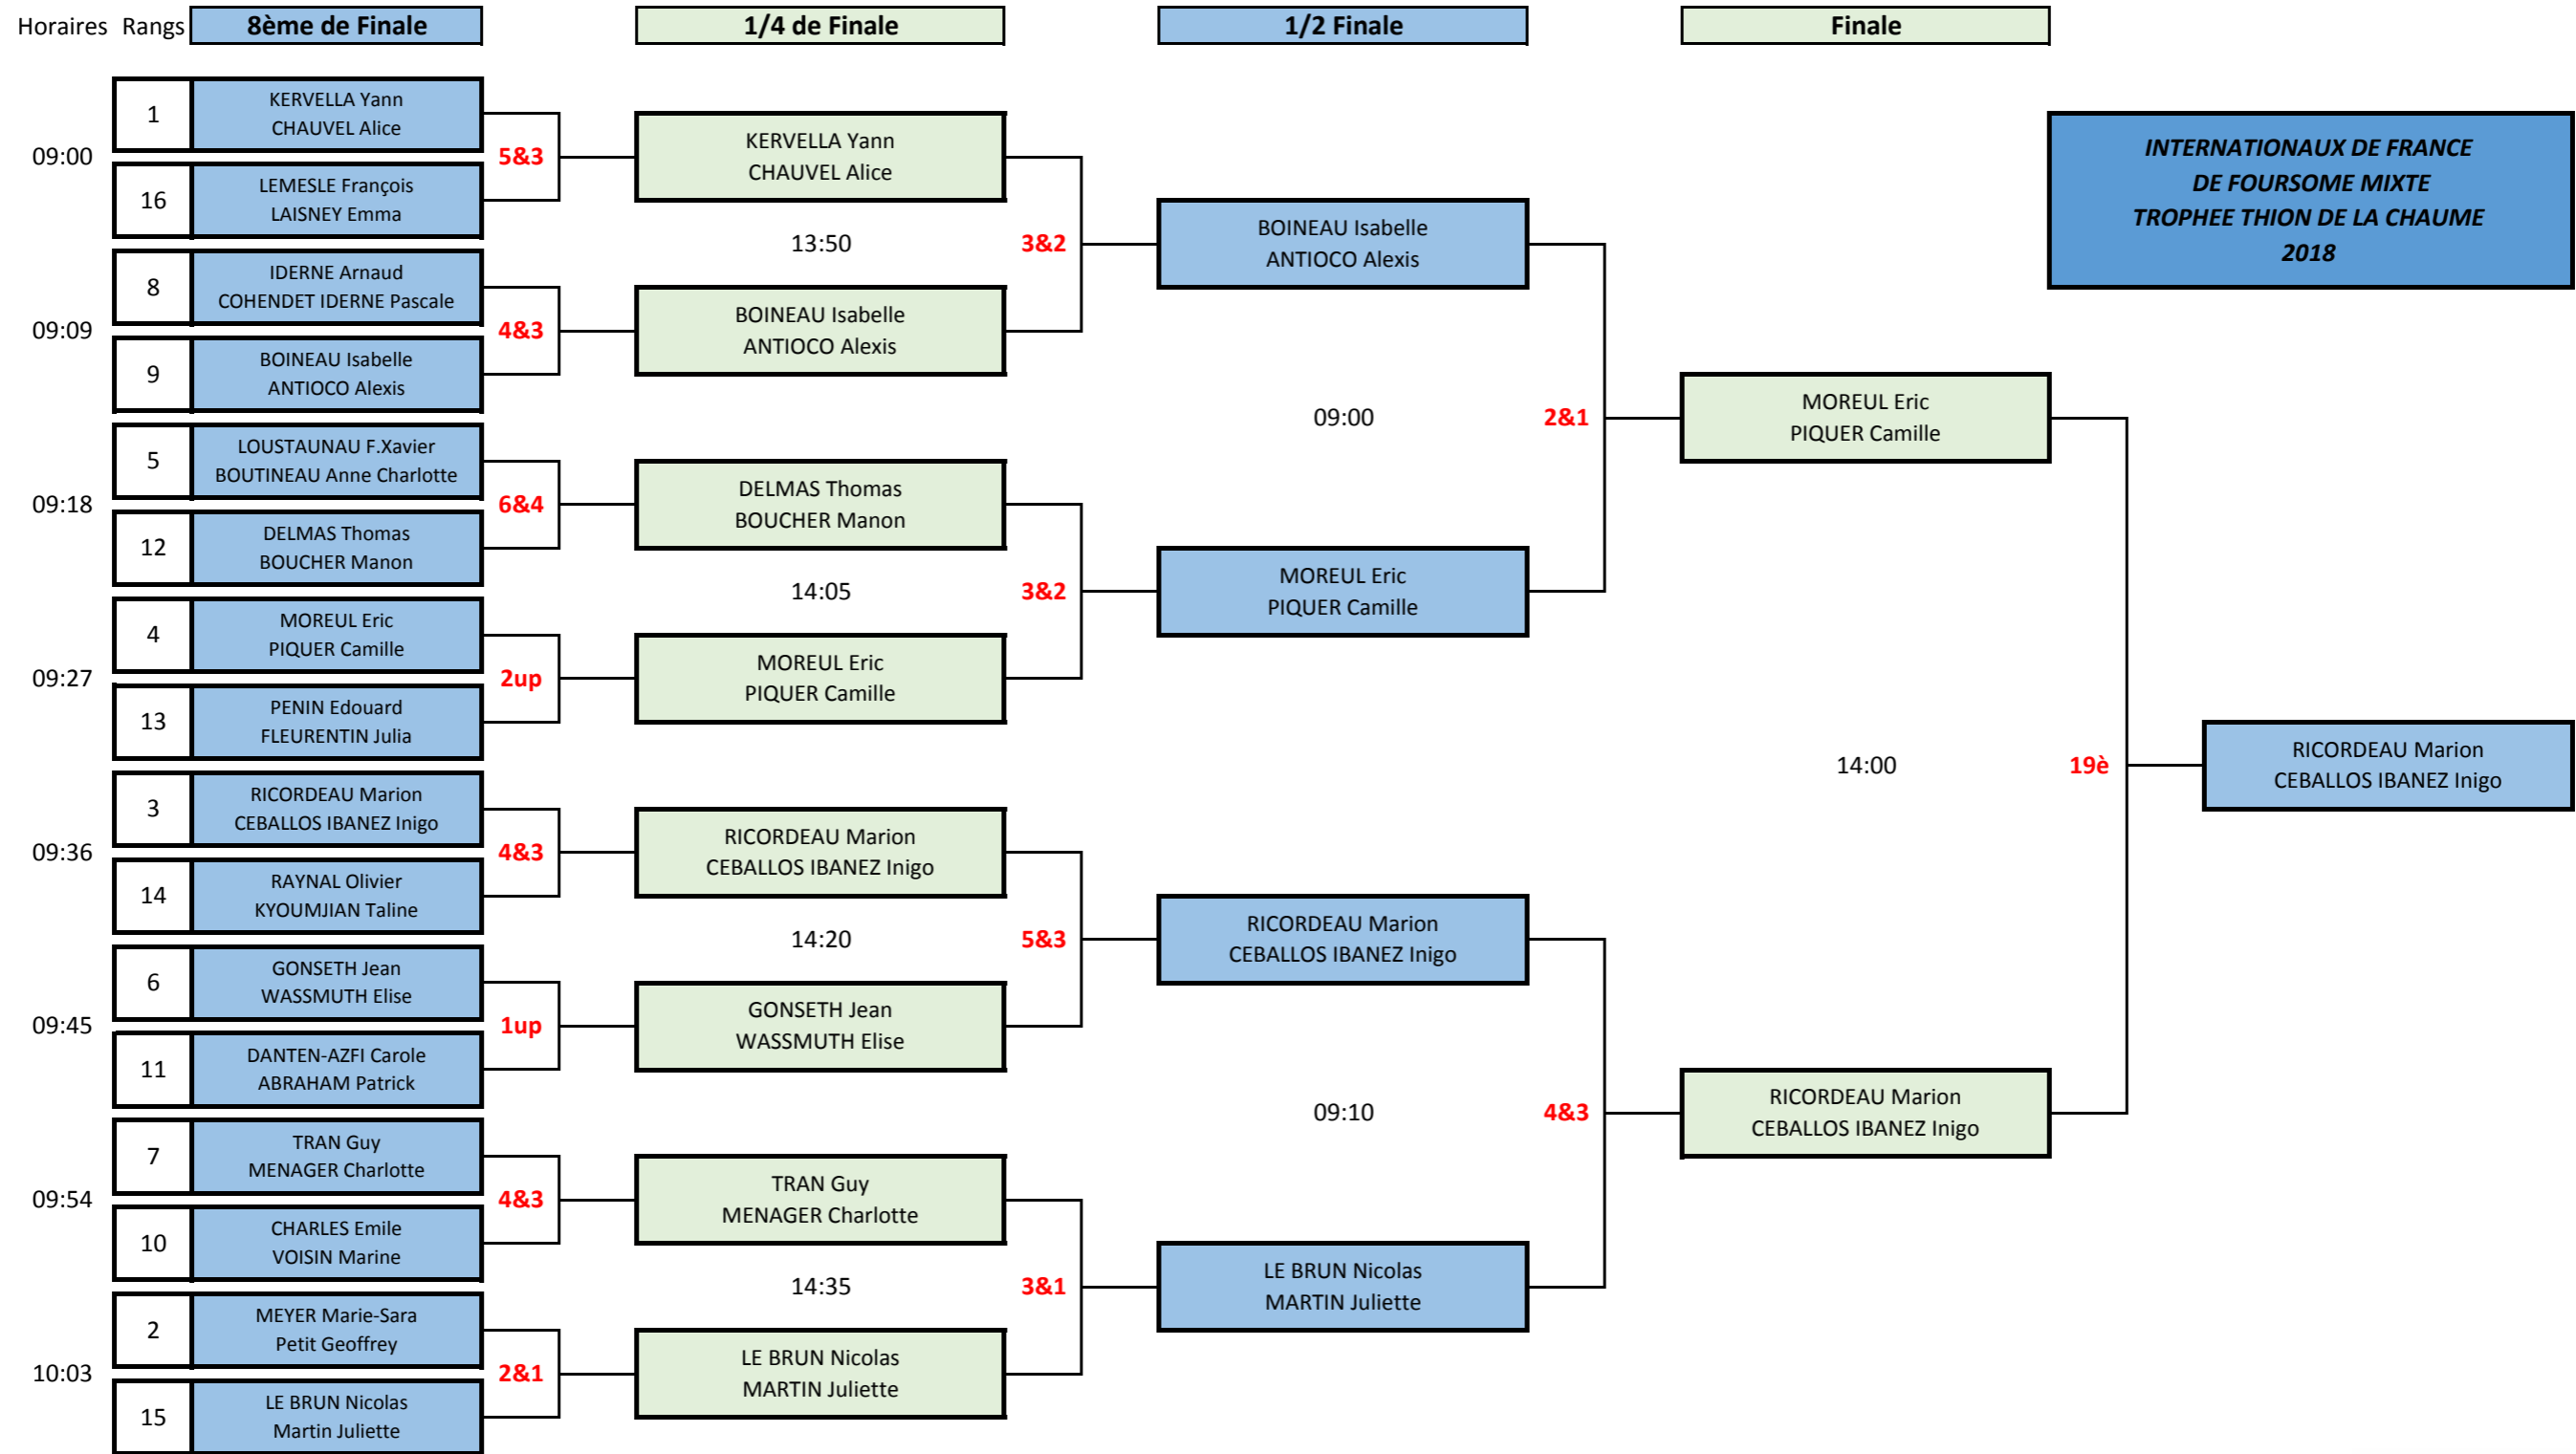 Horaires Rangs 8ème de Finale 1/4 de Finale 1/2 Finale Finale
INTERNATIONAUX DE FRANCE
DE FOURSOME MIXTE
TROPHEE THION DE LA CHAUME
2018
09:00
1
KERVELLA Yann
CHAUVEL Alice
5&3
16
LEMESLE François
LAISNEY Emma
09:09
8
IDERNE Arnaud
COHENDET IDERNE Pascale
4&3
9
BOINEAU Isabelle
ANTIOCO Alexis
09:18
5
LOUSTAUNAU F.Xavier
BOUTINEAU Anne Charlotte
6&4
12
DELMAS Thomas
BOUCHER Manon
09:27
4
MOREUL Eric
PIQUER Camille
2up
13
PENIN Edouard
FLEURENTIN Julia
09:36
3
RICORDEAU Marion
CEBALLOS IBANEZ Inigo
4&3
14
RAYNAL Olivier
KYOUMJIAN Taline
09:45
6
GONSETH Jean
WASSMUTH Elise
1up
11
DANTEN-AZFI Carole
ABRAHAM Patrick
09:54
7
TRAN Guy
MENAGER Charlotte
4&3
10
CHARLES Emile
VOISIN Marine
10:03
2
MEYER Marie-Sara
Petit Geoffrey
2&1
15
LE BRUN Nicolas
Martin Juliette
KERVELLA Yann
CHAUVEL Alice
13:50
3&2
BOINEAU Isabelle
ANTIOCO Alexis
DELMAS Thomas
BOUCHER Manon
14:05
3&2
MOREUL Eric
PIQUER Camille
RICORDEAU Marion
CEBALLOS IBANEZ Inigo
14:20
5&3
GONSETH Jean
WASSMUTH Elise
TRAN Guy
MENAGER Charlotte
14:35
3&1
LE BRUN Nicolas
MARTIN Juliette
BOINEAU Isabelle
ANTIOCO Alexis
09:00
2&1
MOREUL Eric
PIQUER Camille
RICORDEAU Marion
CEBALLOS IBANEZ Inigo
09:10
4&3
LE BRUN Nicolas
MARTIN Juliette
MOREUL Eric
PIQUER Camille
14:00
19è
RICORDEAU Marion
CEBALLOS IBANEZ Inigo
RICORDEAU Marion
CEBALLOS IBANEZ Inigo